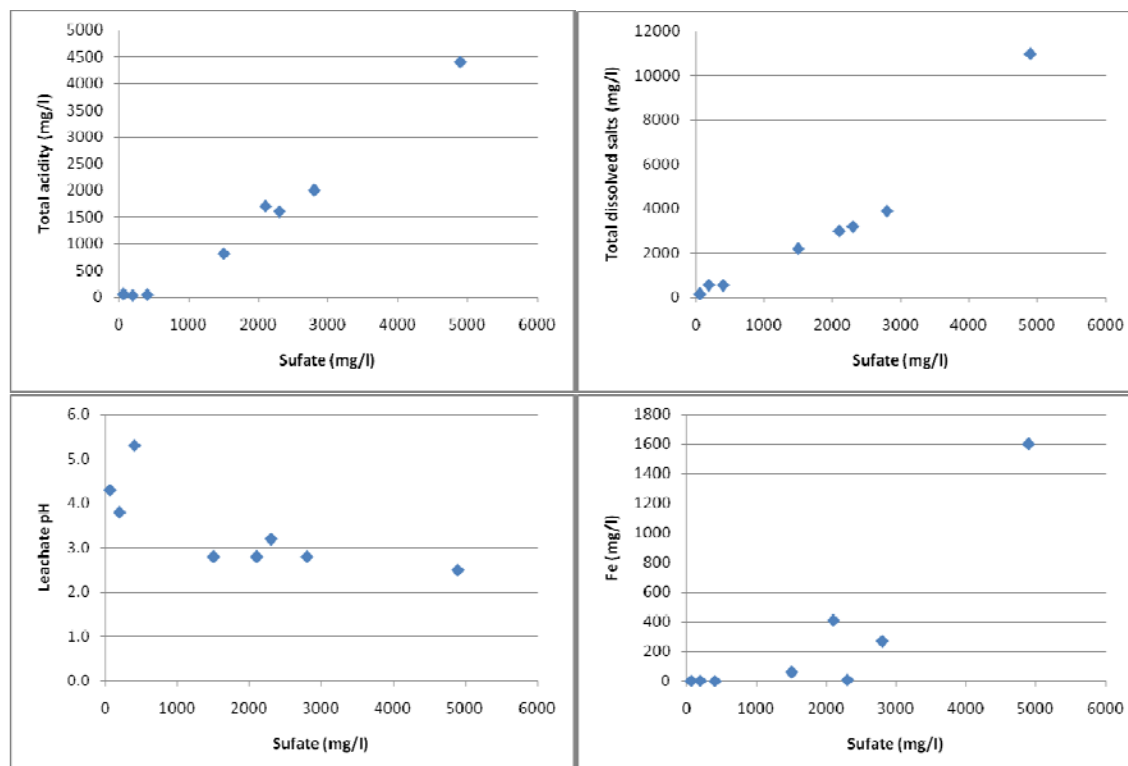 5000
4500
4000
3500
3000
2500
2000
1500
1000
500
0
Total acidity (mg/l)
0 1000 2000 3000 4000 5000 6000
Sufate (mg/l)
12000
10000
8000
6000
4000
2000
0
Total dissolved salts (mg/l)
0 1000 2000 3000 4000 5000 6000
Sufate (mg/l)
6.0
5.0
4.0
3.0
2.0
1.0
0.0
Leachate pH
0 1000 2000 3000 4000 5000 6000
Sufate (mg/l)
1800
1600
1400
1200
1000
800
600
400
200
0
Fe (mg/l)
0 1000 2000 3000 4000 5000 6000
Sufate (mg/l)